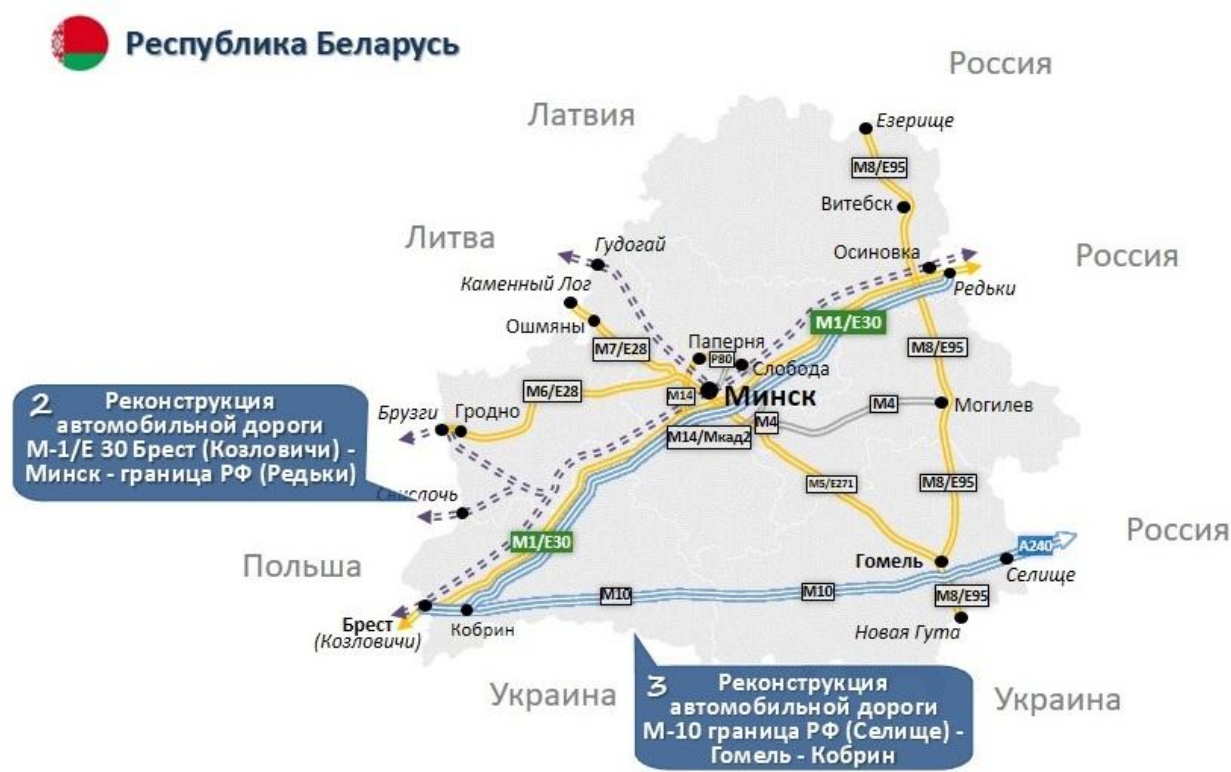 Республика Беларусь
Россия
Латвия
Езерище
M8/E95
Витебск
Литва
Гудогай
Осиновка
Россия
Каменный Лог
Редьки
Ошмяны
M1/E30
Паперня
P80
M7/E28
M8/E95
Слобода
M6/E28
M14
Минск
2 Реконструкция
автомобильной дороги
М-1/Е 30 Брест (Козловичи) -
Минск - граница РФ (Редьки)
Брузги
Гродно
M4
Могилев
M4
M14/Мкад2
M5/E271
M8/E95
Свислочь
M1/E30
Россия
A240
Польша
Гомель
Селище
M10
M10
M8/E95
Брест
(Козловичи)
Кобрин
Новая Гута
Украина
3 Реконструкция
автомобильной дороги
М-10 граница РФ (Селище) -
Гомель - Кобрин
Украина